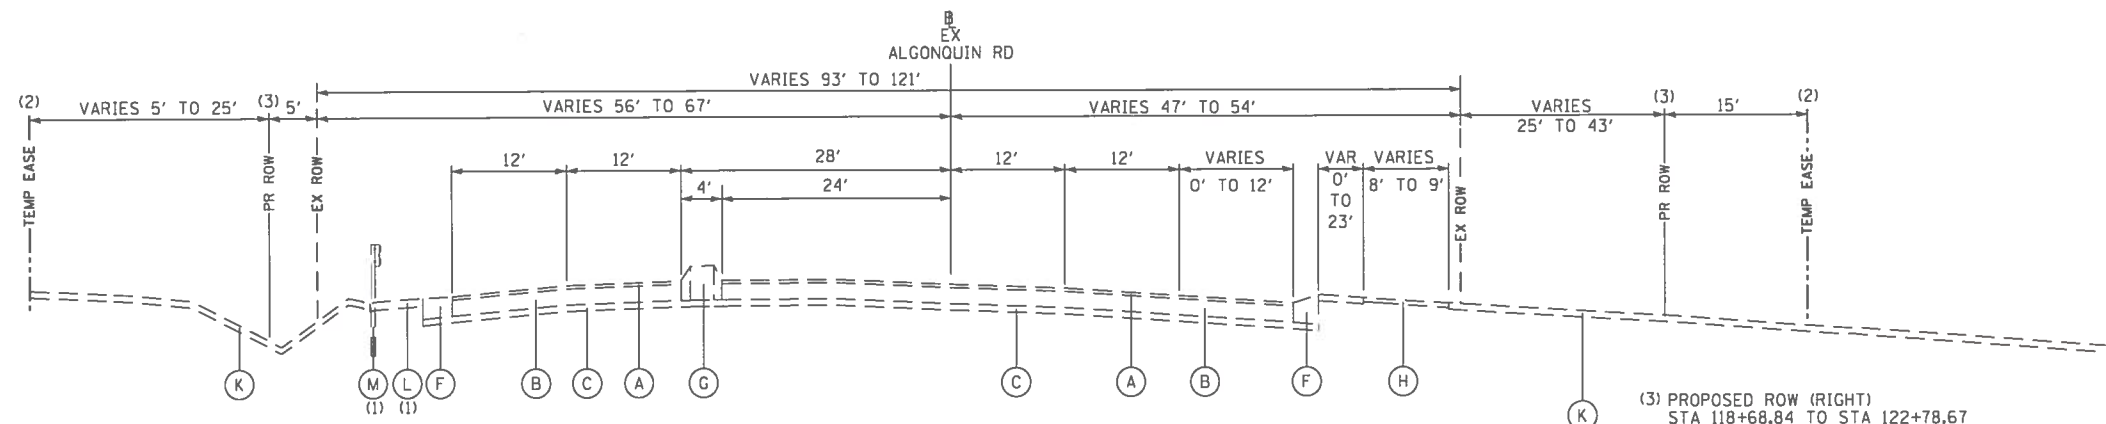 B
EX
ALGONQUIN RD
VARIES 93' TO 121'
(2)
VARIES 5' TO 25'
(3)
5'
VARIES 56' TO 67'
VARIES 47' TO 54'
VARIES
25' TO 43'
(3)
15'
(2)
TEMP EASE
PR ROW
EX ROW
12'
12'
28'
4'
24'
12'
12'
VARIES
0' TO 12'
VAR
0'
TO
23'
VARIES
8' TO 9'
EX ROW
PR ROW
TEMP EASE
K
M
(1)
L
(1)
F
B
C
A
G
C
A
B
F
H
K
(3) PROPOSED ROW (RIGHT)
STA 118+68.84 TO STA 122+78.67